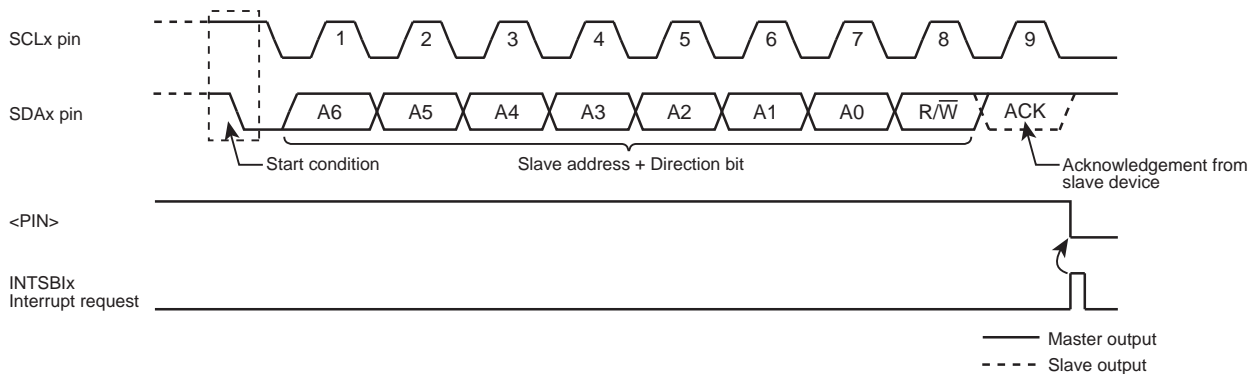 SCLx pin
1 2 3 4 5 6 7 8 9
SDAx pin
A6 A5 A4 A3 A2 A1 A0 R/W̅ ACK
Start condition
Slave address + Direction bit
Acknowledgement from
slave device
<PIN>
INTSBIx
Interrupt request
Master output
Slave output